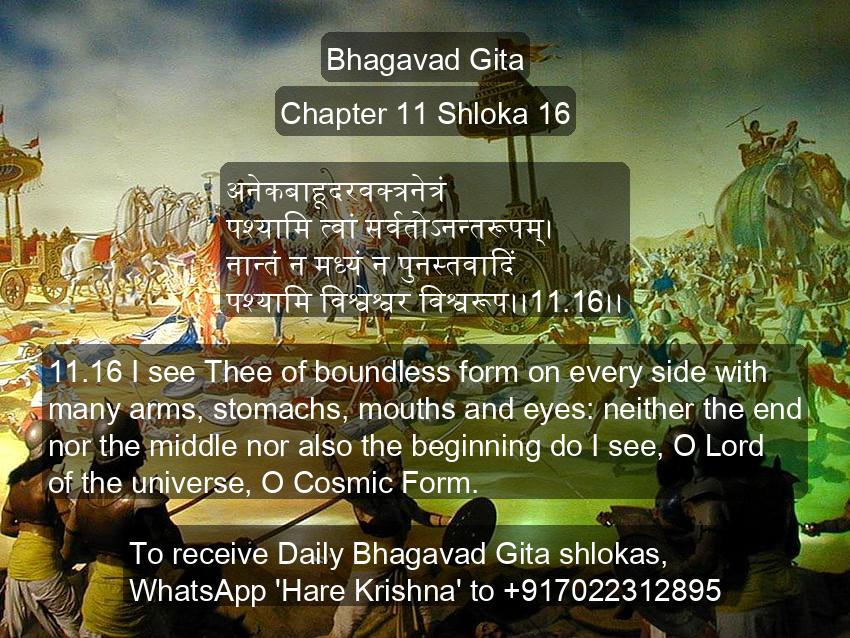 Bhagavad Gita
Chapter 11 Shloka 16
अनेकबाहूदरवक्त्रनेत्रं
पश्यामि त्वां सर्वतोऽनन्तरूपम्।
नान्तं न मध्यं न पुनस्तवादिं
पश्यामि विश्वेश्वर विश्वरूप।।11.16।।
11.16 I see Thee of boundless form on every side with
many arms, stomachs, mouths and eyes: neither the end
nor the middle nor also the beginning do I see, O Lord
of the universe, O Cosmic Form.
To receive Daily Bhagavad Gita shlokas,
WhatsApp 'Hare Krishna' to +917022312895